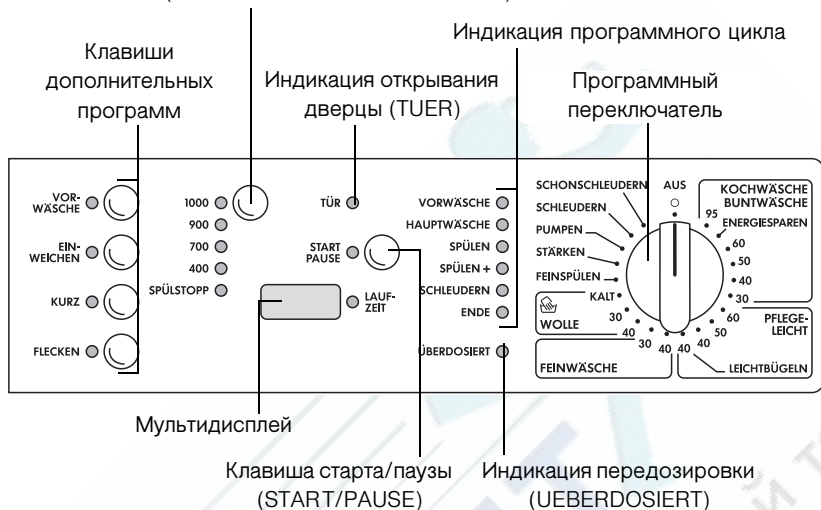 Индикация программного цикла
Клавиши
дополнительных
программ
Индикация открывания
дверцы (TUER)
Программный
переключатель
VOR-
WÄSCHE
EIN-
WEICHEN
KURZ
FLECKEN
1000
900
700
400
SPÜLSTOPP
TÜR
START
PAUSE
LAUF-
ZEIT
VORWÄSCHE
HAUPTWÄSCHE
SPÜLEN
SPÜLEN +
SCHLEUDERN
ENDE
ÜBERDOSIERT
SCHONSCHLEUDERN
SCHLEUDERN
PUMPEN
STÄRKEN
FEINSPÜLEN
KALT
30
40
WOLLE
30
40
FEINWÄSCHE
AUS
KOCHWÄSCHE
BUNTWÄSCHE
95
ENERGIESPAREN
60
50
40
30
60
50
40
40
PFLEGE-
LEICHT
LEICHTBÜGELN
Мультидисплей
Клавиша старта/паузы
(START/PAUSE)
Индикация передозировки
(UEBERDOSIERT)